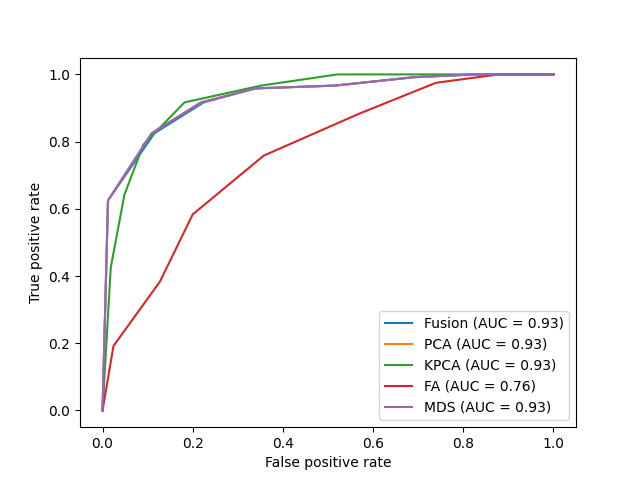 1.0
0.8
0.6
0.4
0.2
0.0
True positive rate
0.0 0.2 0.4 0.6 0.8 1.0
False positive rate
Fusion (AUC = 0.93)
PCA (AUC = 0.93)
KPCA (AUC = 0.93)
FA (AUC = 0.76)
MDS (AUC = 0.93)